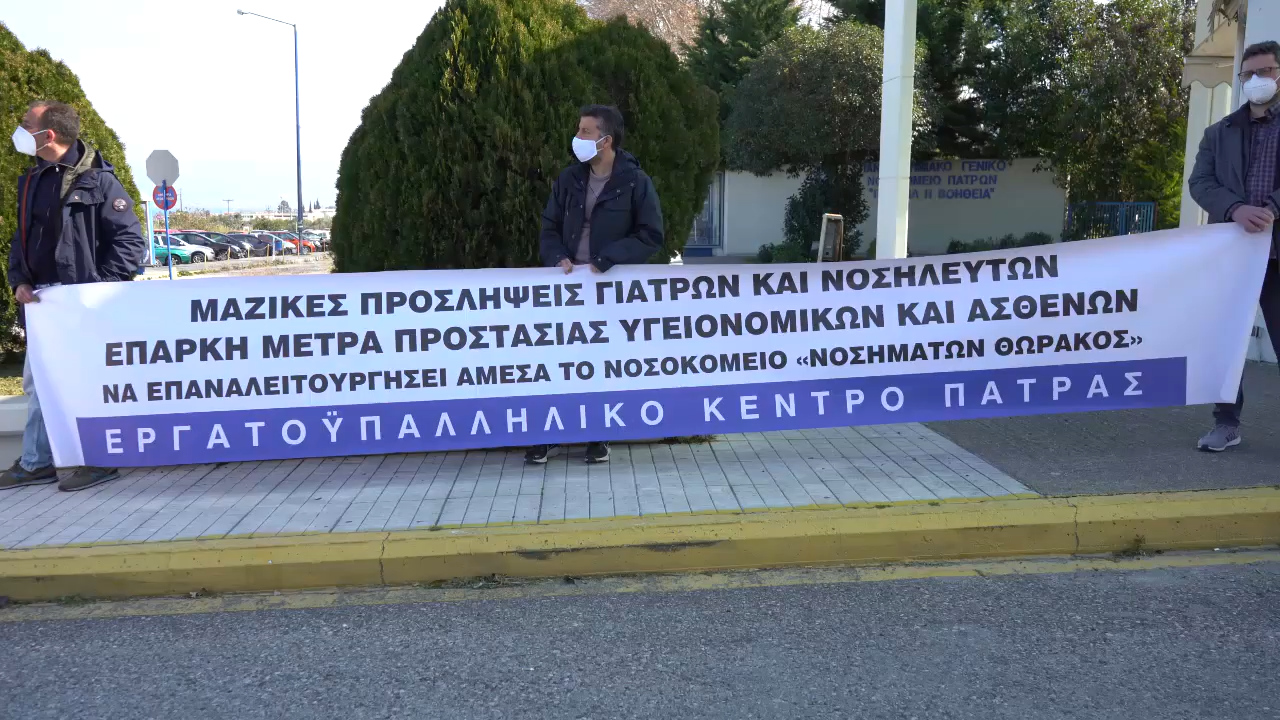 ΓΕΝΙΚΟ
ΠΑΤΡΩΝ
Η ΒΟΗΘΕΙΑ"
ΜΑΖΙΚΕΣ ΠΡΟΣΛΗΨΕΙΣ ΓΙΑΤΡΩΝ ΚΑΙ ΝΟΣΗΛΕΥΤΩΝ
ΕΠΑΡΚΗ ΜΕΤΡΑ ΠΡΟΣΤΑΣΙΑΣ ΥΓΕΙΟΝΟΜΙΚΩΝ ΚΑΙ ΑΣΘΕΝΩΝ
ΝΑ ΕΠΑΝΑΛΕΙΤΟΥΡΓΗΣΕΙ ΑΜΕΣΑ ΤΟ ΝΟΣΟΚΟΜΕΙΟ «ΝΟΣΗΜΑΤΩΝ ΘΩΡΑΚΟΣ»
ΕΡΓΑΤΟΫΠΑΛΛΗΛΙΚΟ ΚΕΝΤΡΟ ΠΑΤΡΑΣ